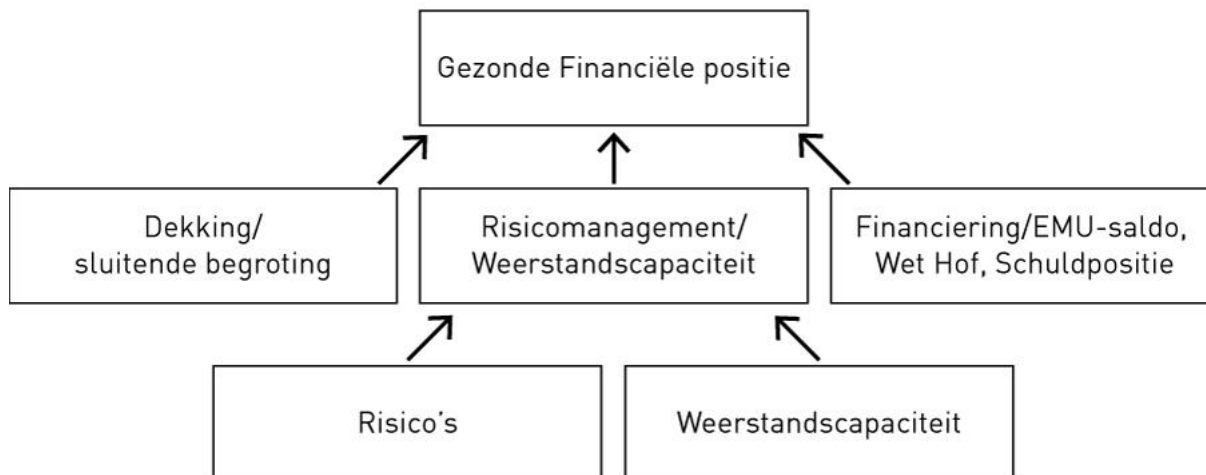 Gezonde Financiële positie
Dekking/
sluitende begroting
Risicomanagement/
Weerstandscapaciteit
Financiering/EMU-saldo,
Wet Hof, Schuldpositie
Risico's
Weerstandscapaciteit